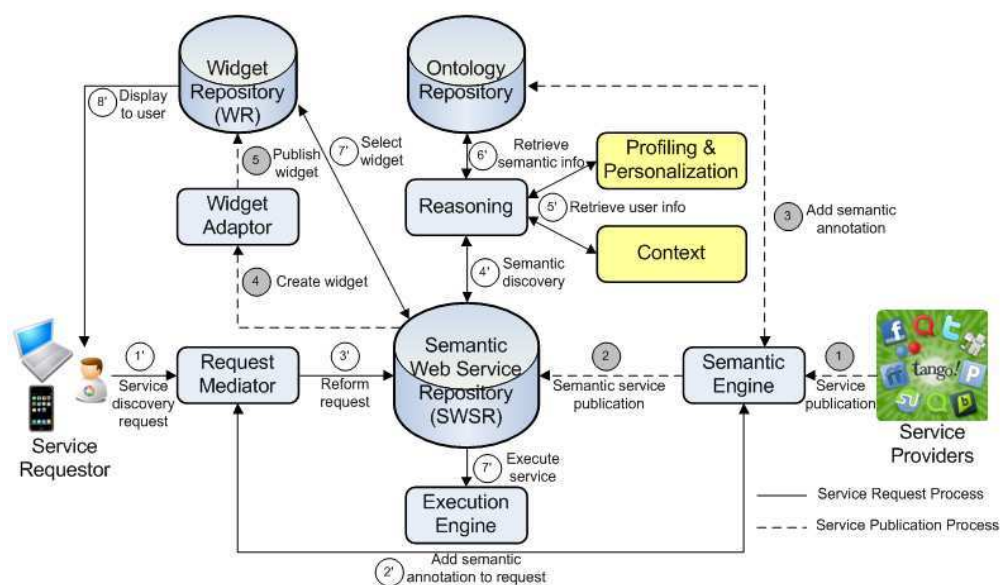 Widget
Repository
(WR)
Ontology
Repository
8' Display
to user
5 Publish
widget
7' Select
widget
6' Retrieve
semantic info
Profiling &
Personalization
Widget
Adaptor
Reasoning
5' Retrieve user info
3 Add semantic
annotation
Context
4 Create widget
4' Semantic
discovery
1'
Service
discovery
request
Request
Mediator
3'
Reform
request
Semantic
Web Service
Repository
(SWSR)
2
Semantic service
publication
Semantic
Engine
1
Service
publication
tango!
Service
Requestor
Service
Providers
7' Execute
service
Execution
Engine
Service Request Process
Service Publication Process
2' Add semantic
annotation to request